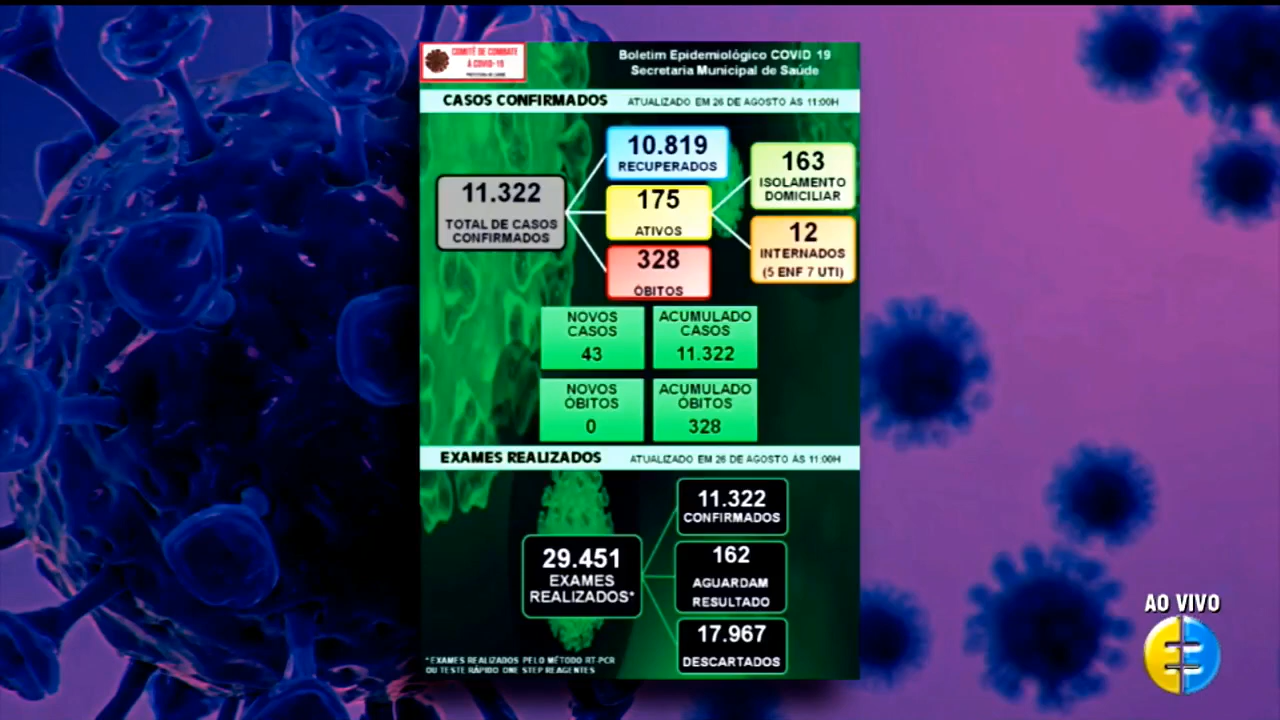 COMITÊ DE COMBATE
À COVID-19
Boletim Epidemiológico COVID 19
Secretaria Municipal de Saúde
CASOS CONFIRMADOS ATUALIZADO EM 26 DE AGOSTO ÀS 11:00H
11.322
TOTAL DE CASOS
CONFIRMADOS
10.819
RECUPERADOS
175
ATIVOS
328
ÓBITOS
163
ISOLAMENTO
DOMICILIAR
12
INTERNADOS
(5 ENF 7 UTI)
NOVOS
CASOS
43
ACUMULADO
CASOS
11.322
NOVOS
ÓBITOS
0
ACUMULADO
ÓBITOS
328
EXAMES REALIZADOS ATUALIZADO EM 26 DE AGOSTO ÀS 11:00H
29.451
EXAMES
REALIZADOS*
11.322
CONFIRMADOS
162
AGUARDAM
RESULTADO
17.967
DESCARTADOS
*EXAMES REALIZADOS PELO MÉTODO RT-PCR
OU TESTE RÁPIDO ONE STEP REAGENTES
AO VIVO